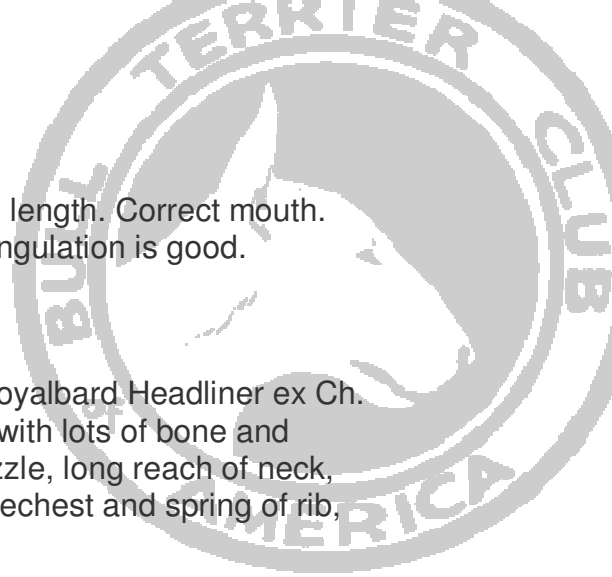 TERRIER
BULL
CLUB
length. Correct mouth.
ngulation is good.
oyalbard Headliner ex Ch.
with lots of bone and
zzle, long reach of neck,
echest and spring of rib,
AMERICA